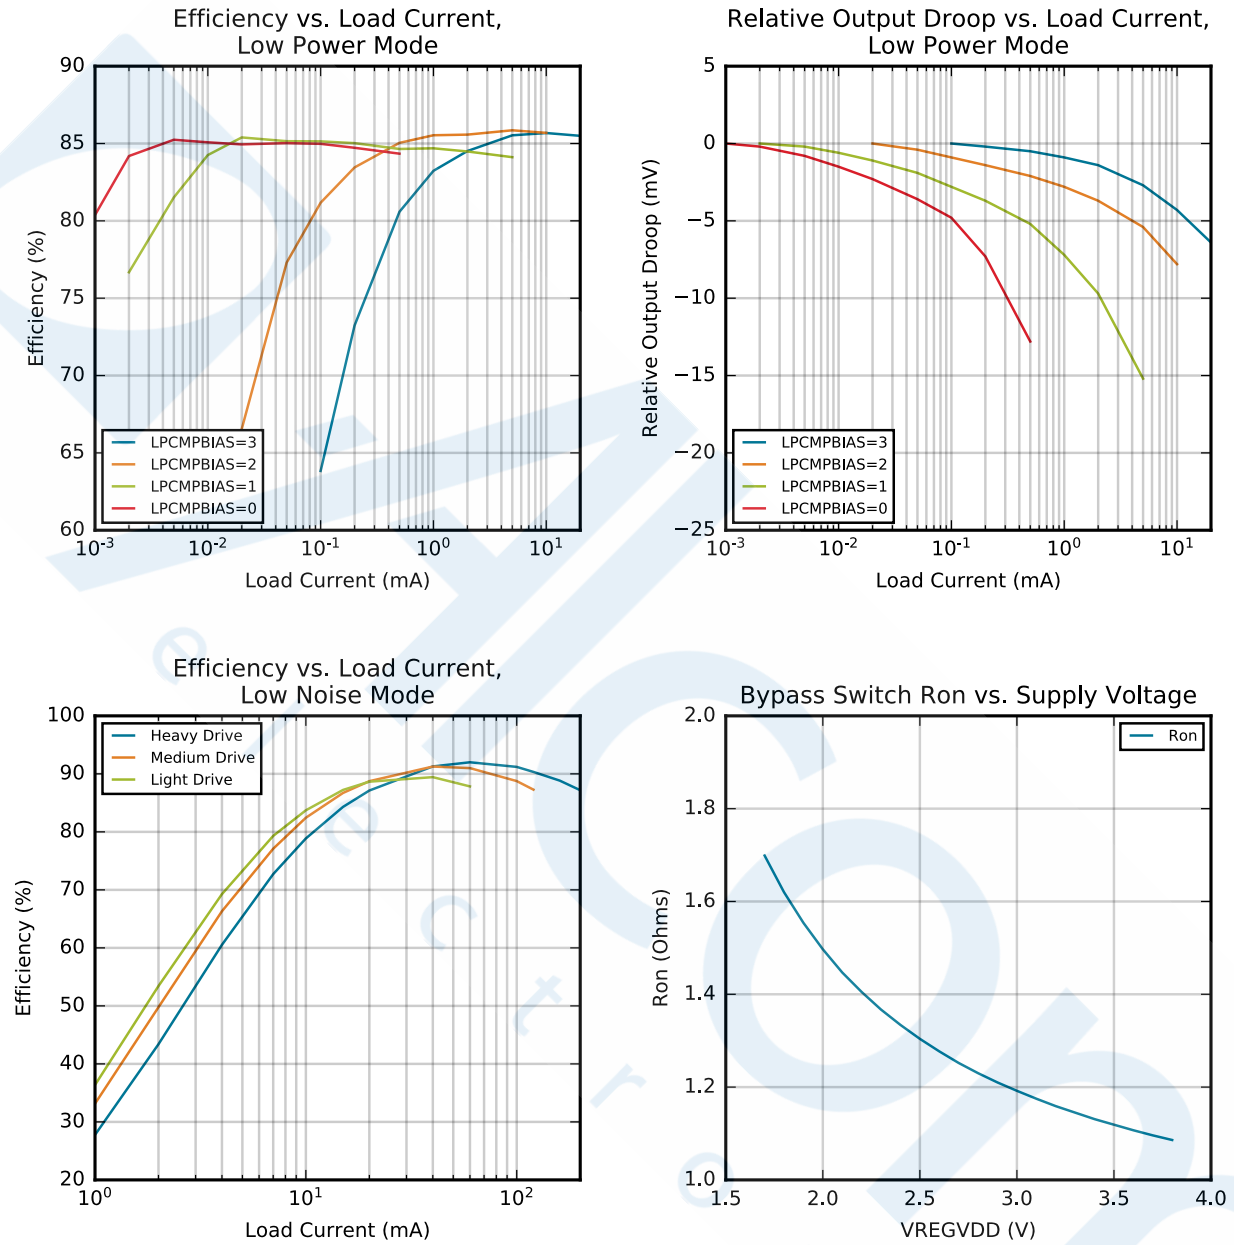 Efficiency vs. Load Current,
Low Power Mode
90
85
80
75
70
65
60
Efficiency (%)
LPCMPBIAS=3
LPCMPBIAS=2
LPCMPBIAS=1
LPCMPBIAS=0
10⁻³ 10⁻² 10⁻¹ 10⁰ 10¹
Load Current (mA)
Relative Output Droop vs. Load Current,
Low Power Mode
5
0
−5
−10
−15
−20
−25
Relative Output Droop (mV)
LPCMPBIAS=3
LPCMPBIAS=2
LPCMPBIAS=1
LPCMPBIAS=0
10⁻³ 10⁻² 10⁻¹ 10⁰ 10¹
Load Current (mA)
Efficiency vs. Load Current,
Low Noise Mode
100
90
80
70
60
50
40
30
20
Efficiency (%)
Heavy Drive
Medium Drive
Light Drive
10⁰ 10¹ 10²
Load Current (mA)
Bypass Switch Ron vs. Supply Voltage
2.0
1.8
1.6
1.4
1.2
1.0
Ron (Ohms)
Ron
1.5 2.0 2.5 3.0 3.5 4.0
VREGVDD (V)